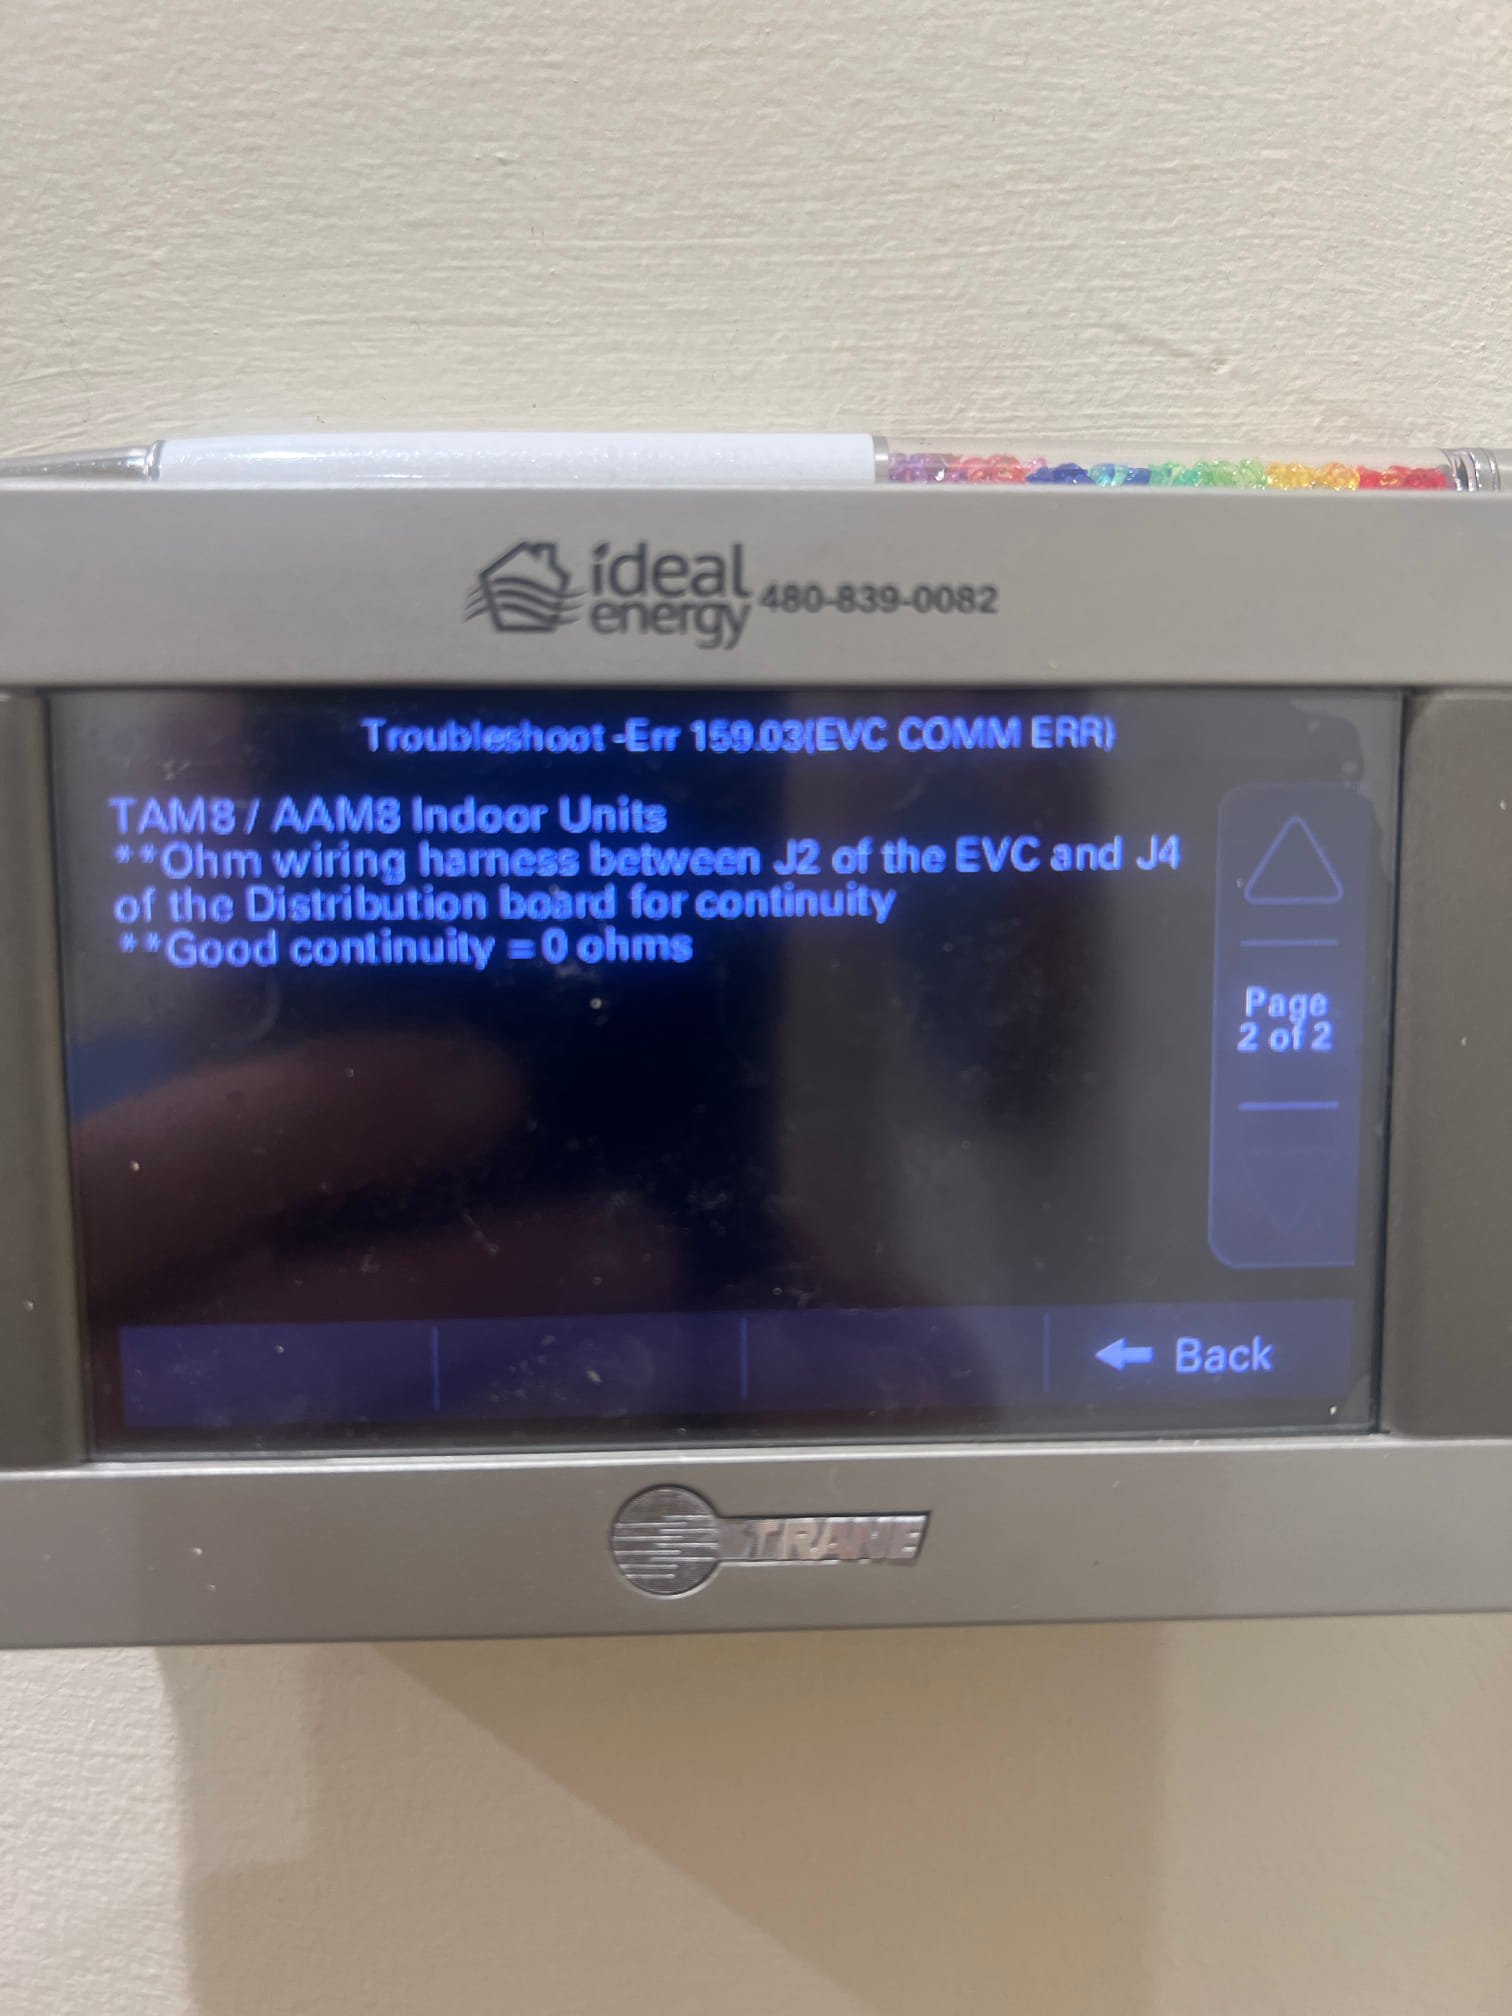 ideal
energy 480-839-0082
Troubleshoot -Err 159.03(EVC COMM ERR)
TAM8 / AAM8 Indoor Units
**Ohm wiring harness between J2 of the EVC and J4
of the Distribution board for continuity
**Good continuity = 0 ohms
Page
2 of 2
Back
TRANE